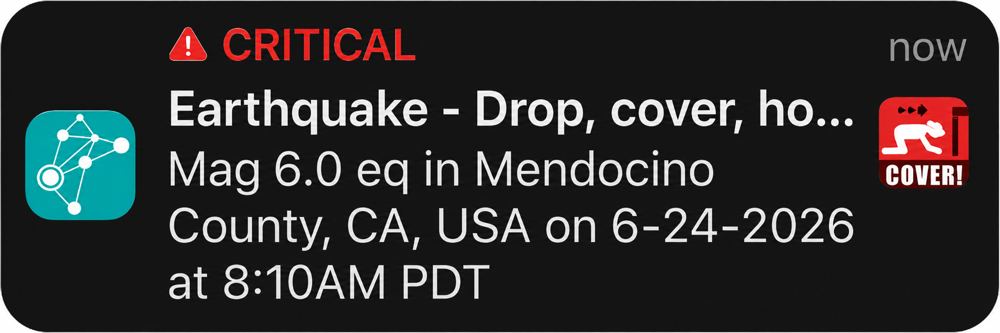 CRITICAL
now
Earthquake - Drop, cover, ho...
Mag 6.0 eq in Mendocino
County, CA, USA on 6-24-2026
at 8:10AM PDT
COVER!